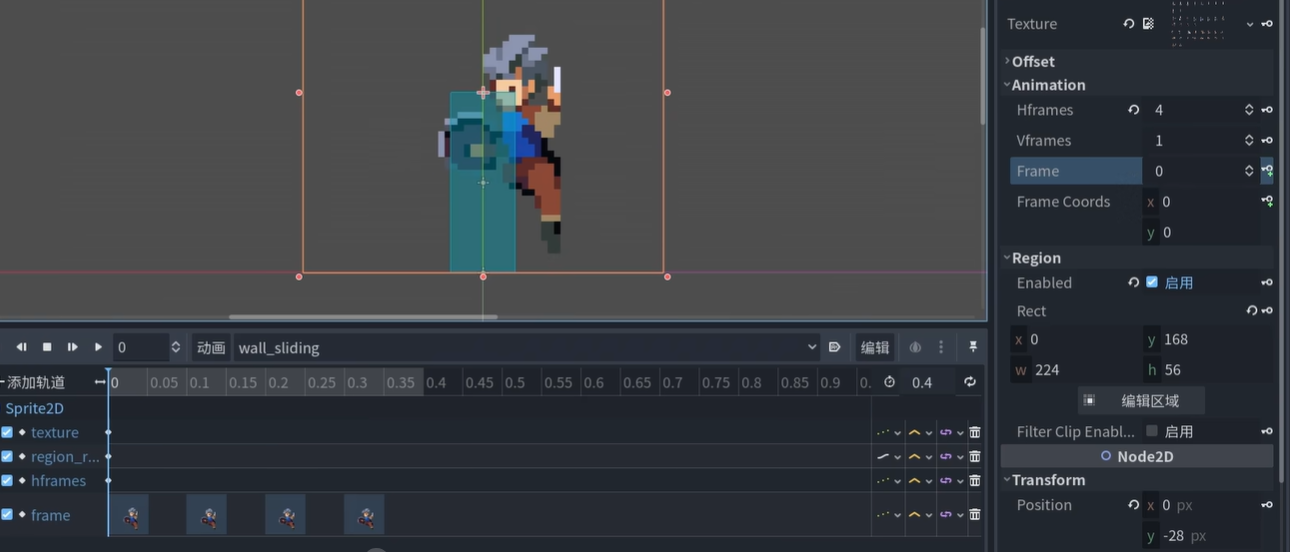 Texture
Offset
Animation
Hframes 4
Vframes 1
Frame 0
Frame Coords x 0
y 0
Region
Enabled 启用
Rect
x 0 y 168
w 224 h 56
编辑区域
Filter Clip Enabl... 启用
Node2D
Transform
Position x 0 px
y -28 px
0 动画 wall_sliding 编辑
添加轨道 0 0.05 0.1 0.15 0.2 0.25 0.3 0.35 0.4 0.45 0.5 0.55 0.6 0.65 0.7 0.75 0.8 0.85 0.9 0. 0.4
Sprite2D
texture
region_r...
hframes
frame